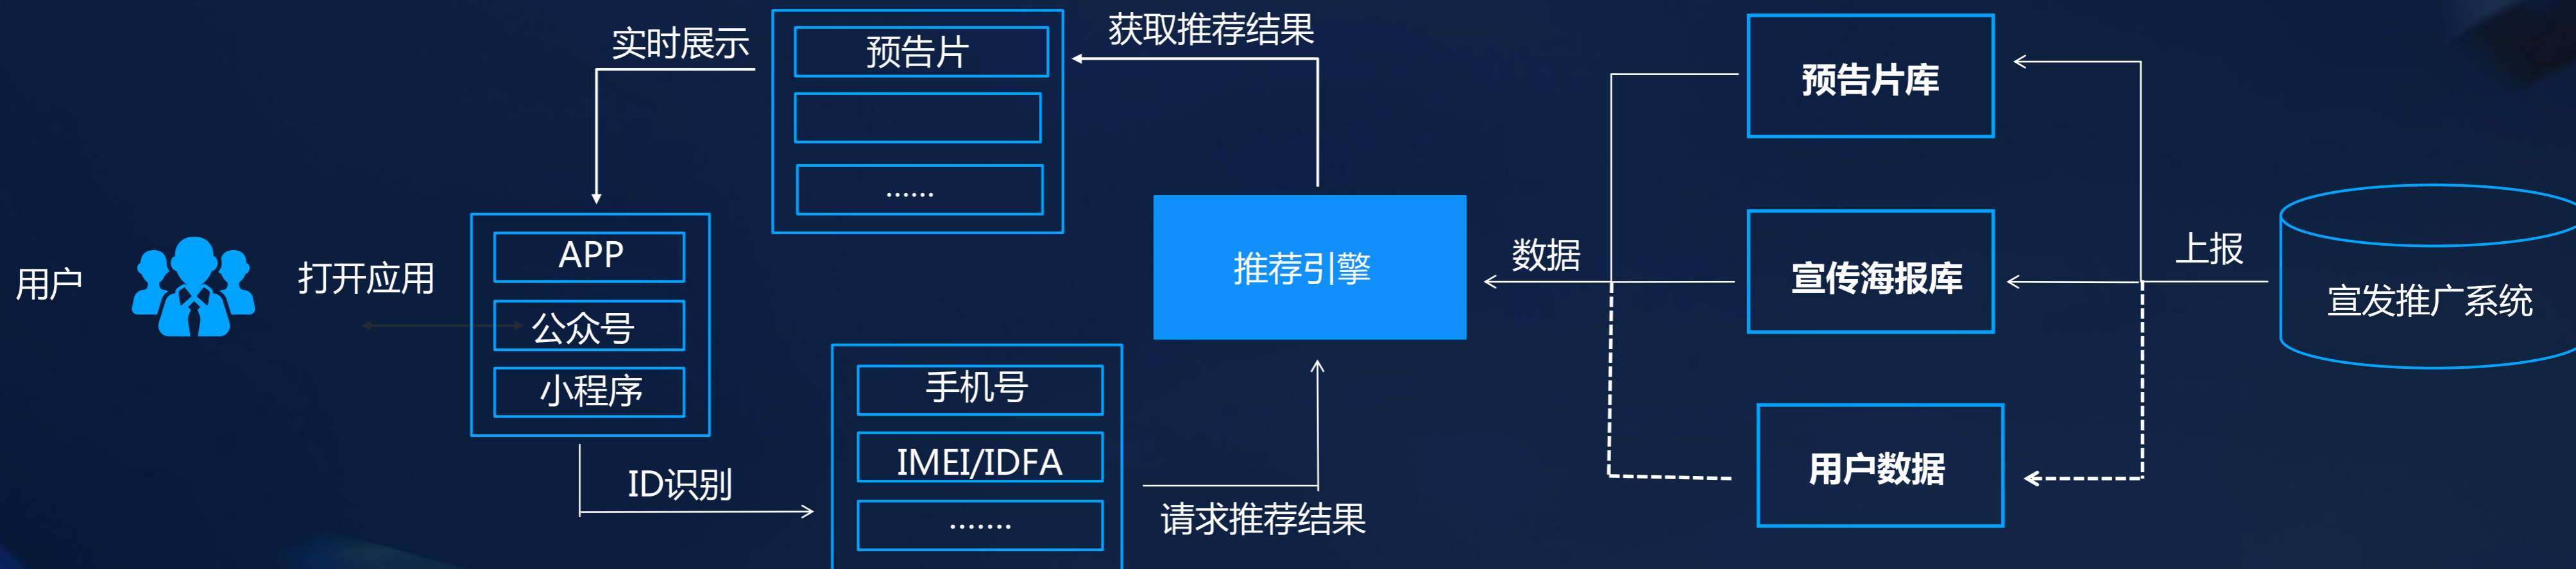 用户
打开应用
实时展示
APP
公众号
小程序
ID识别
预告片
……
手机号
IMEI/IDFA
…….
获取推荐结果
推荐引擎
请求推荐结果
数据
预告片库
宣传海报库
用户数据
上报
宣发推广系统